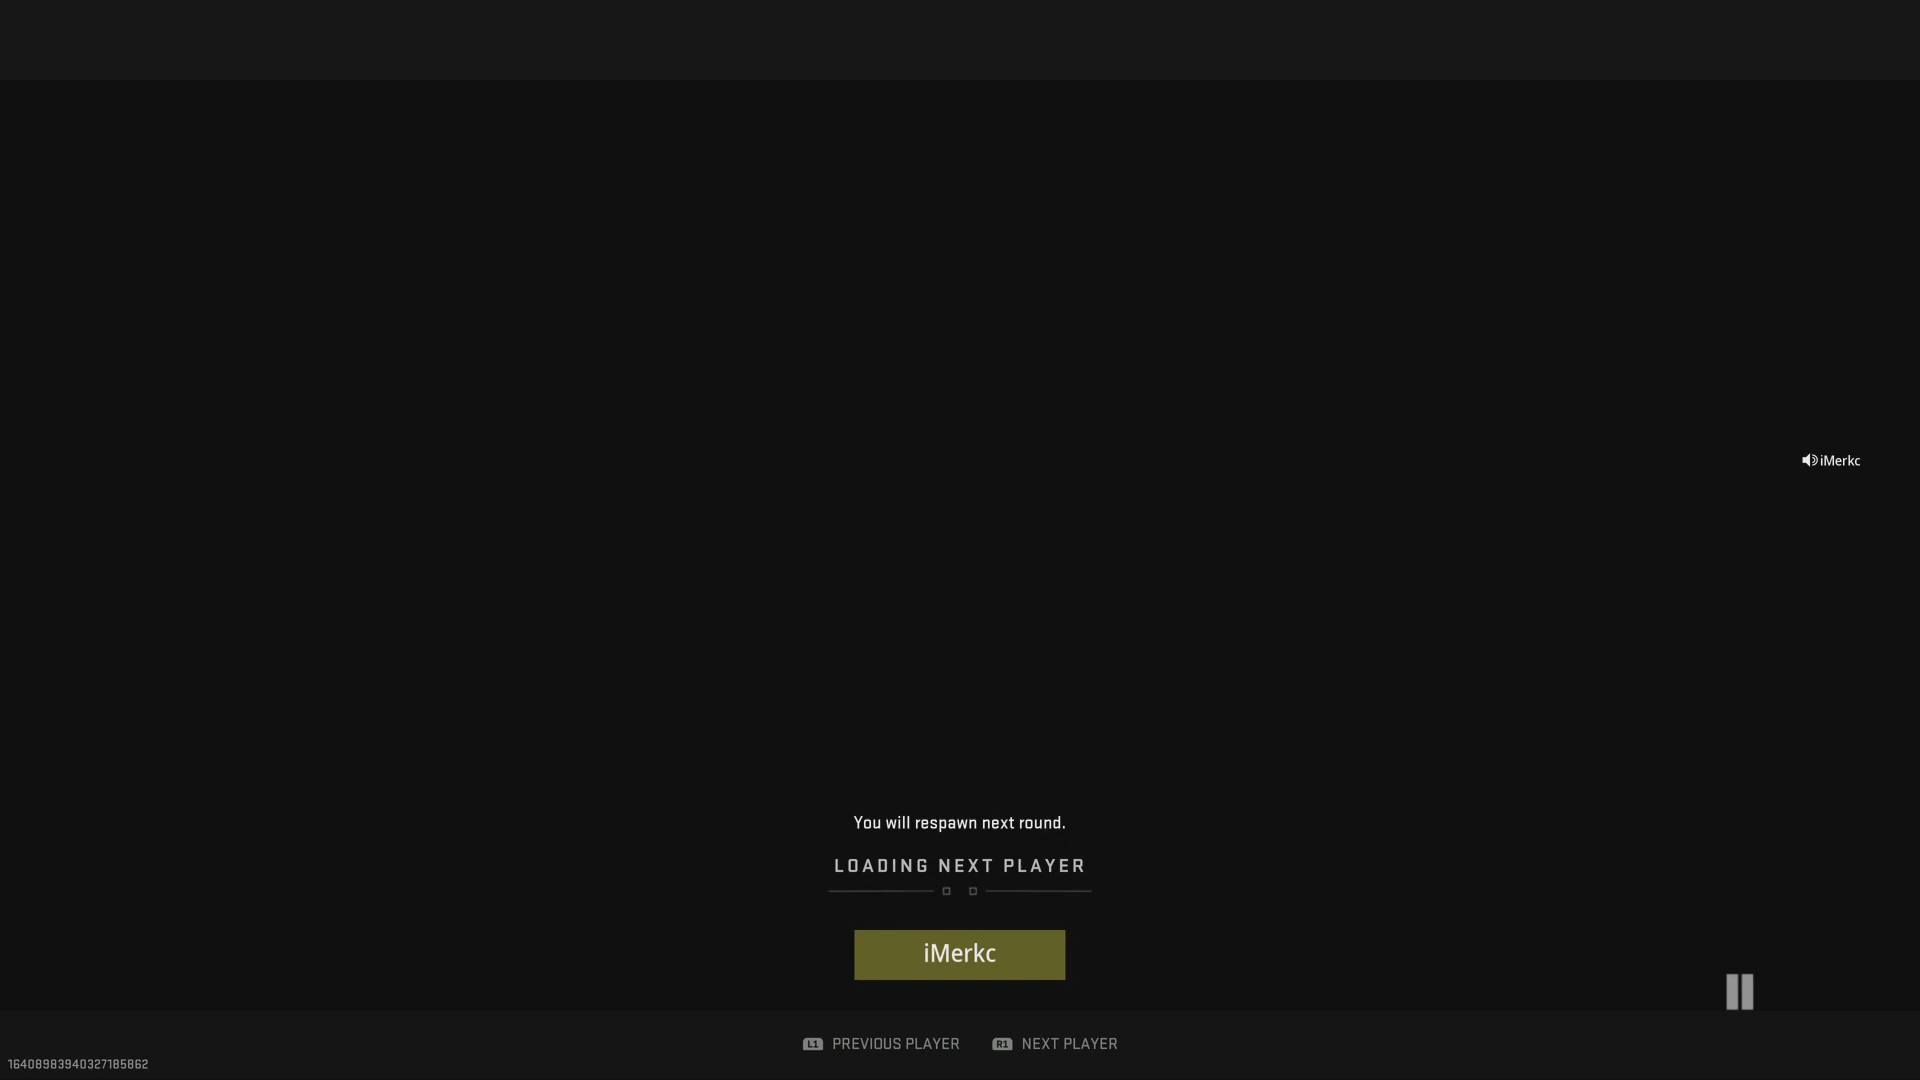 iMerkc
You will respawn next round.
LOADING NEXT PLAYER
iMerkc
L1 PREVIOUS PLAYER R1 NEXT PLAYER
16408983940327185862